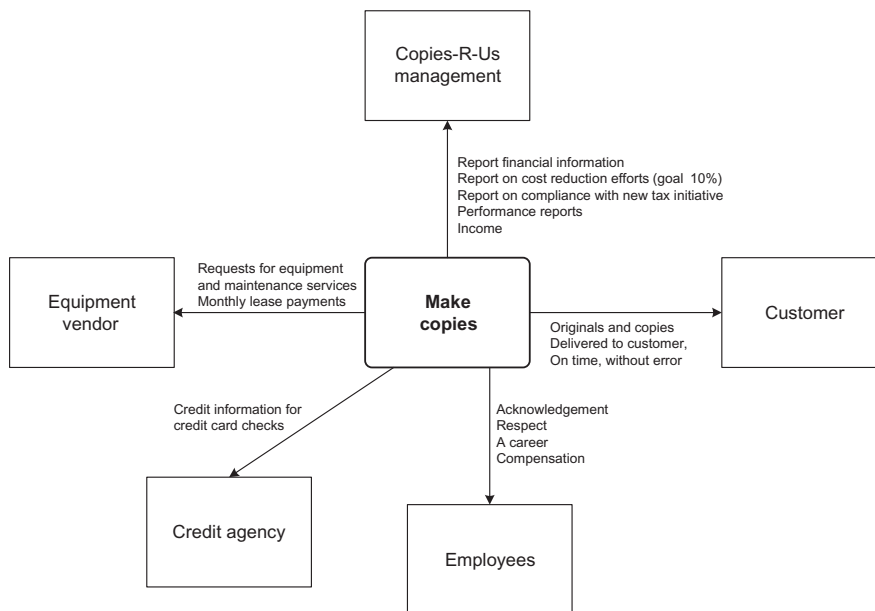 Copies-R-Us
management
Report financial information
Report on cost reduction efforts (goal 10%)
Report on compliance with new tax initiative
Performance reports
Income
Equipment
vendor
Requests for equipment
and maintenance services
Monthly lease payments
Make
copies
Originals and copies
Delivered to customer,
On time, without error
Customer
Credit information for
credit card checks
Acknowledgement
Respect
A career
Compensation
Credit agency
Employees